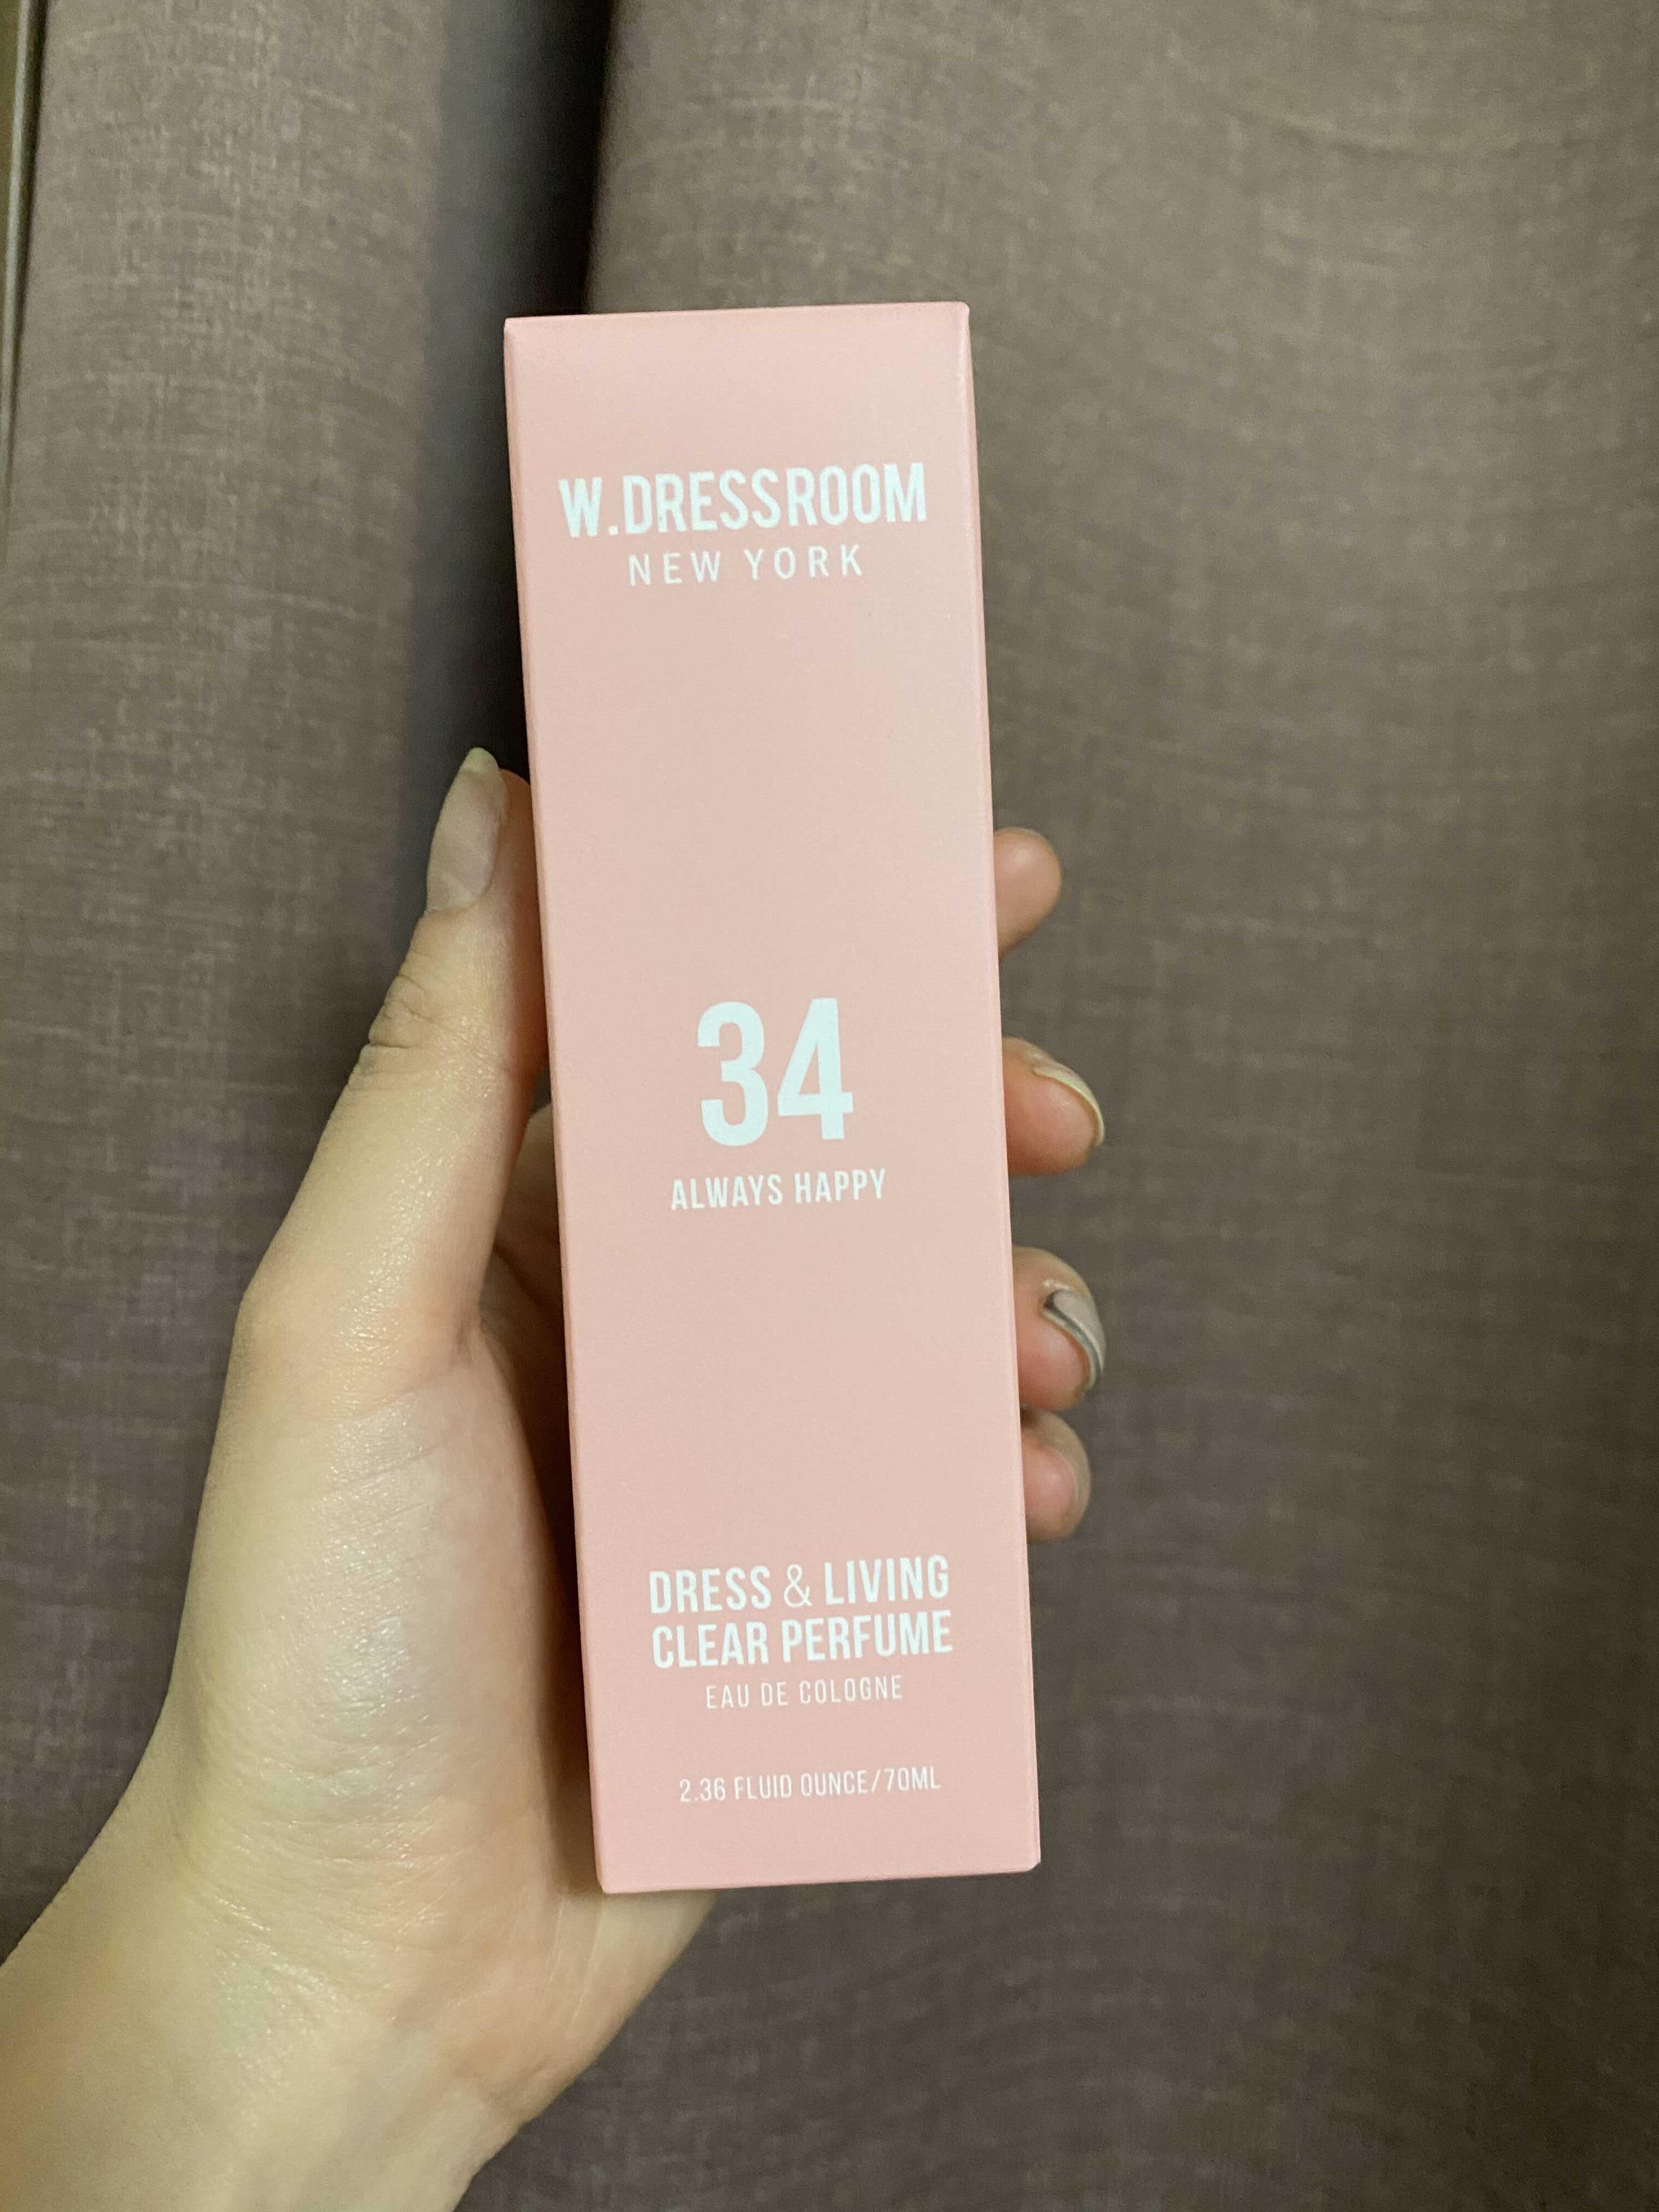 W.DRESSROOM
NEW YORK
34
ALWAYS HAPPY
DRESS & LIVING
CLEAR PERFUME
EAU DE COLOGNE
2.36 FLUID OUNCE/70ML